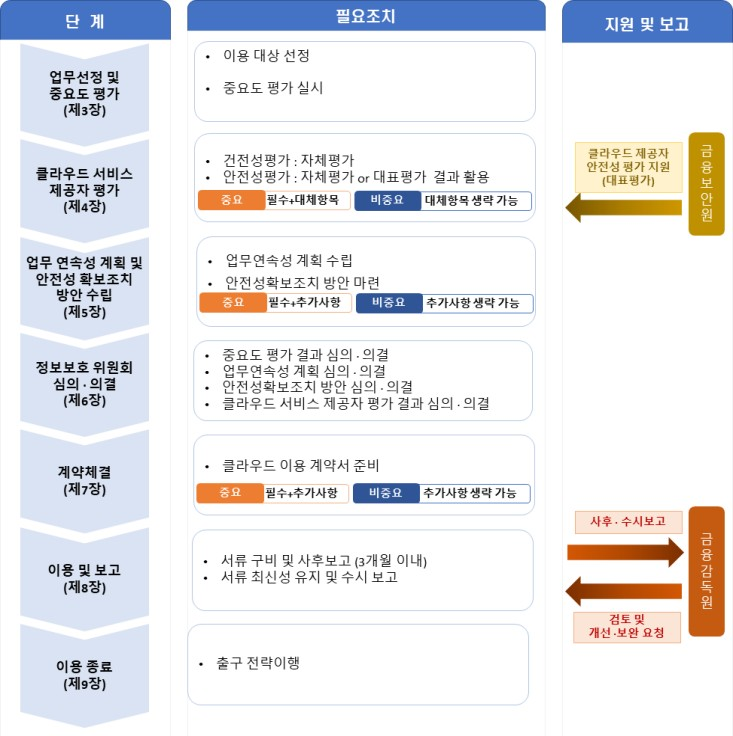 단 계
필요조치
지원 및 보고
업무선정 및
중요도 평가
(제3장)
• 이용 대상 선정
• 중요도 평가 실시
클라우드 서비스
제공자 평가
(제4장)
• 건전성평가 : 자체평가
• 안전성평가 : 자체평가 or 대표평가 결과 활용
중요 필수+대체항목 비중요 대체항목 생략 가능
클라우드 제공자
안전성 평가 지원
(대표평가)
금융보안원
업무 연속성 계획 및
안전성 확보조치
방안 수립
(제5장)
• 업무연속성 계획 수립
• 안전성확보조치 방안 마련
중요 필수+추가사항 비중요 추가사항 생략 가능
정보보호 위원회
심의 · 의결
(제6장)
• 중요도 평가 결과 심의 · 의결
• 업무연속성 계획 심의 · 의결
• 안전성확보조치 방안 심의 · 의결
• 클라우드 서비스 제공자 평가 결과 심의 · 의결
계약체결
(제7장)
• 클라우드 이용 계약서 준비
중요 필수+추가사항 비중요 추가사항 생략 가능
이용 및 보고
(제8장)
• 서류 구비 및 사후보고 (3개월 이내)
• 서류 최신성 유지 및 수시 보고
사후 · 수시보고
금융감독원
검토 및
개선 ·보완 요청
이용 종료
(제9장)
• 출구 전략이행